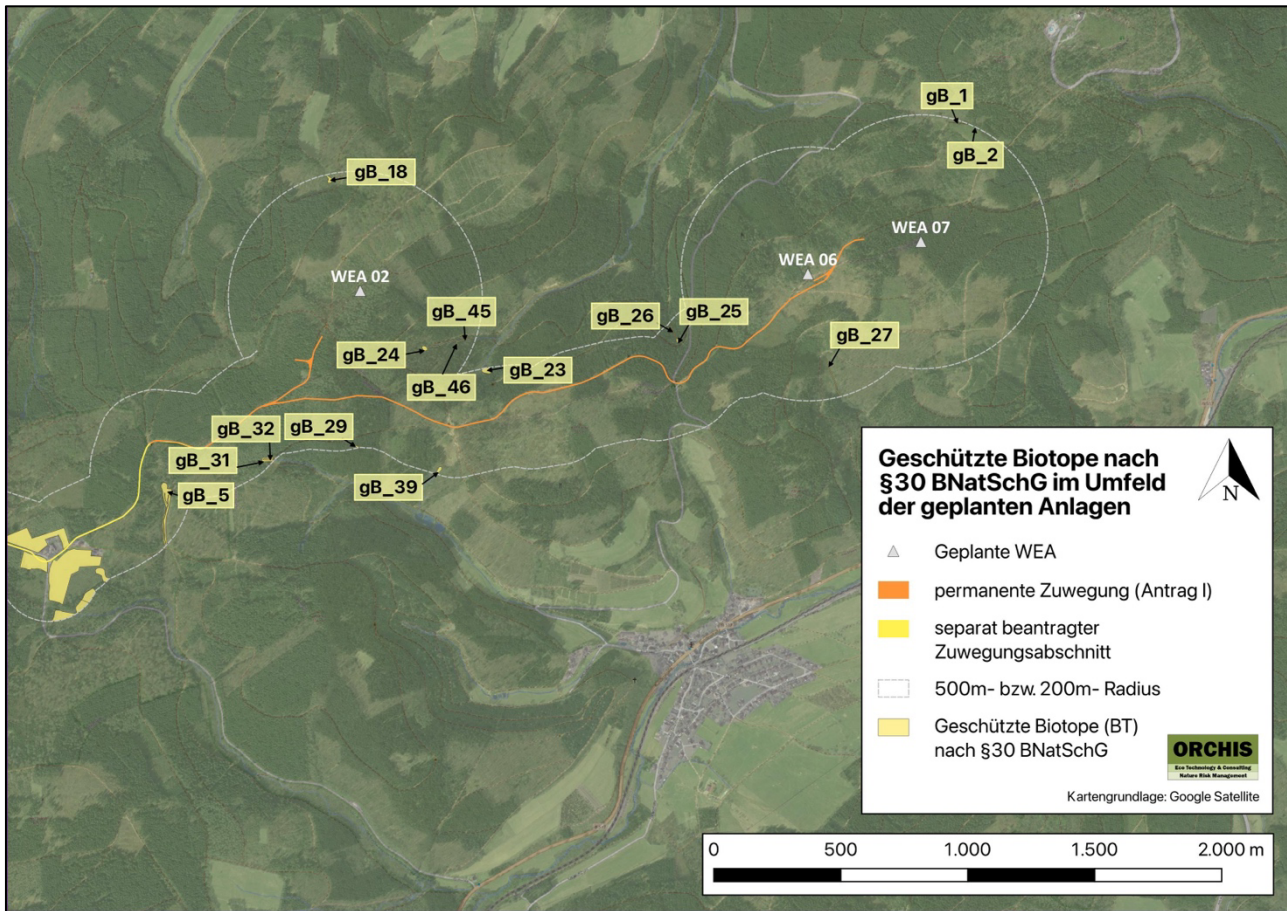 gB_1
gB_2
gB_18
WEA 07
WEA 06
WEA 02
gB_45
gB_26
gB_25
gB_24
gB_27
gB_23
gB_46
gB_32
gB_29
gB_31
gB_39
gB_5
Geschützte Biotope nach
§30 BNatSchG im Umfeld
der geplanten Anlagen
N
Geplante WEA
permanente Zuwegung (Antrag I)
separat beantragter
Zuwegungsabschnitt
500m- bzw. 200m- Radius
Geschützte Biotope (BT)
nach §30 BNatSchG
ORCHIS
Eco Technology & Consulting
Nature Risk Management
Kartengrundlage: Google Satellite
0 500 1.000 1.500 2.000 m